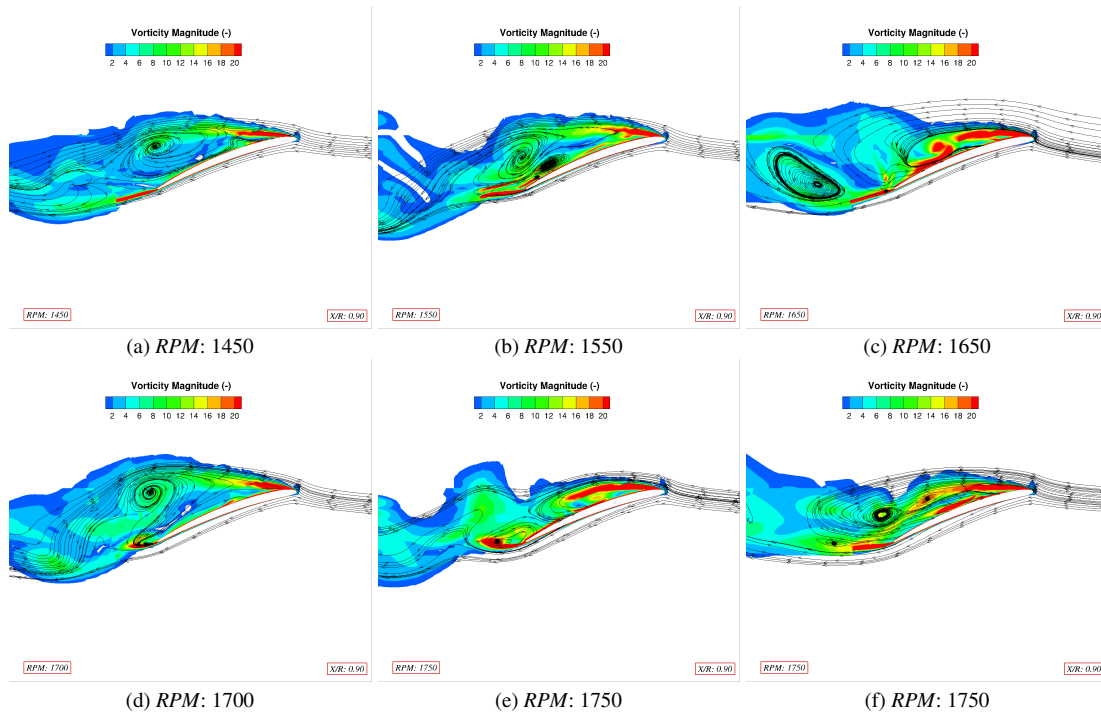 Vorticity Magnitude (-)
2 4 6 8 10 12 14 16 18 20
RPM: 1450
X/R: 0.90
(a) RPM: 1450
Vorticity Magnitude (-)
2 4 6 8 10 12 14 16 18 20
RPM: 1550
X/R: 0.90
(b) RPM: 1550
Vorticity Magnitude (-)
2 4 6 8 10 12 14 16 18 20
RPM: 1650
X/R: 0.90
(c) RPM: 1650
Vorticity Magnitude (-)
2 4 6 8 10 12 14 16 18 20
RPM: 1700
X/R: 0.90
(d) RPM: 1700
Vorticity Magnitude (-)
2 4 6 8 10 12 14 16 18 20
RPM: 1750
X/R: 0.90
(e) RPM: 1750
Vorticity Magnitude (-)
2 4 6 8 10 12 14 16 18 20
RPM: 1750
X/R: 0.90
(f) RPM: 1750